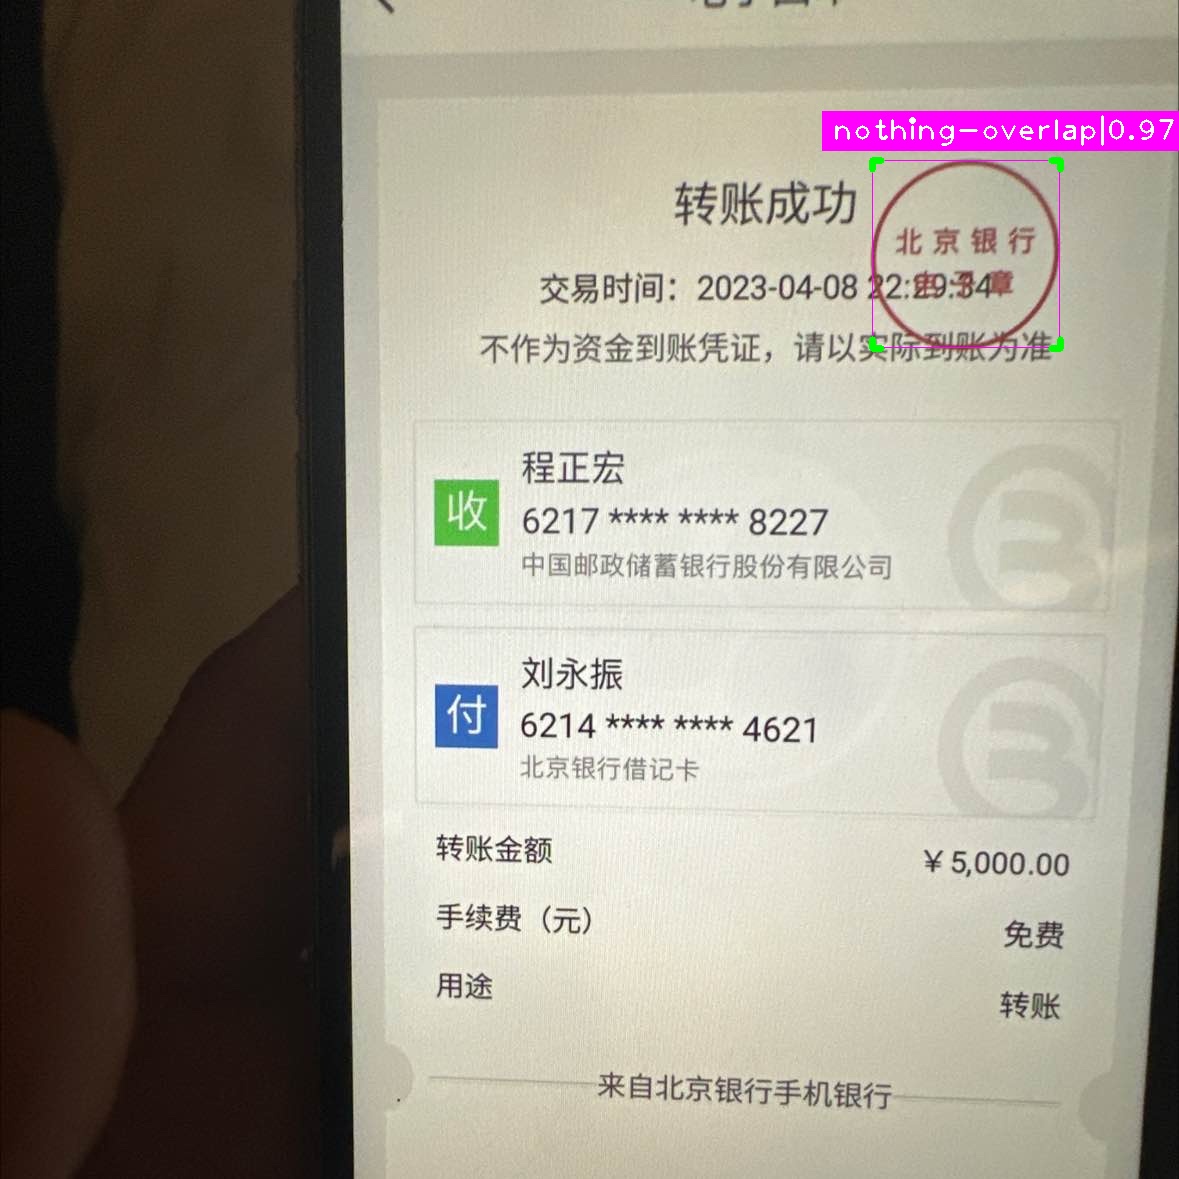 nothing-overlap|0.97
转账成功
北京银行
电子章
交易时间：2023-04-08 22:29:34
不作为资金到账凭证，请以实际到账为准
收
程正宏
6217 **** **** 8227
中国邮政储蓄银行股份有限公司
付
刘永振
6214 **** **** 4621
北京银行借记卡
转账金额 ￥5,000.00
手续费（元） 免费
用途 转账
来自北京银行手机银行